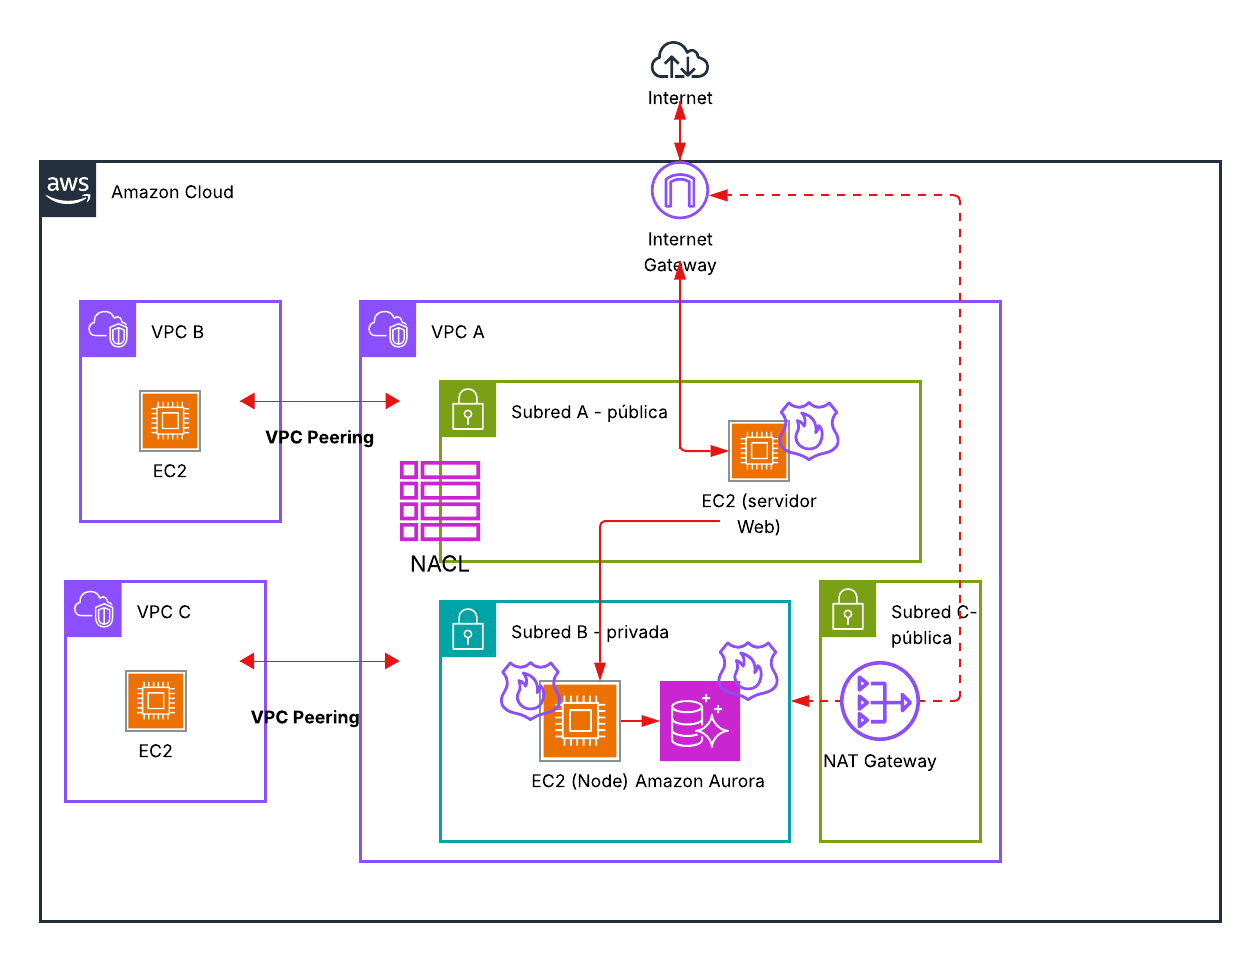 Internet
aws
Amazon Cloud
Internet
Gateway
VPC B
VPC A
Subred A - pública
VPC Peering
EC2
EC2 (servidor
Web)
NACL
VPC C
Subred B - privada
Subred C-
pública
VPC Peering
EC2
EC2 (Node)
Amazon Aurora
NAT Gateway